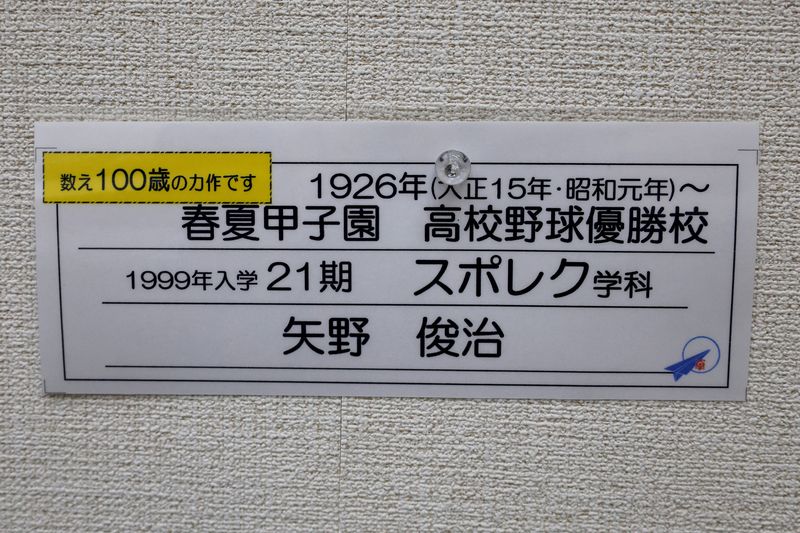 数え100歳の力作です
1926年(大正15年・昭和元年)～
春夏甲子園　高校野球優勝校
1999年入学 21期　スポレク学科
矢野　俊治